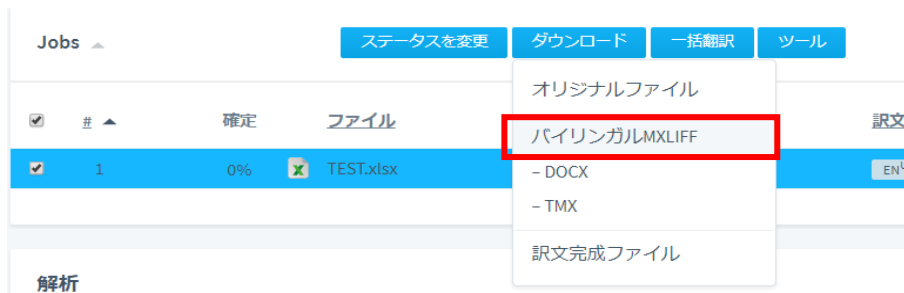 Jobs
ステータスを変更 ダウンロード 一括翻訳 ツール
オリジナルファイル
# 確定 ファイル 訳文
バイリンガルMXLIFF
1 0% TEST.xlsx EN
– DOCX
– TMX
訳文完成ファイル
解析